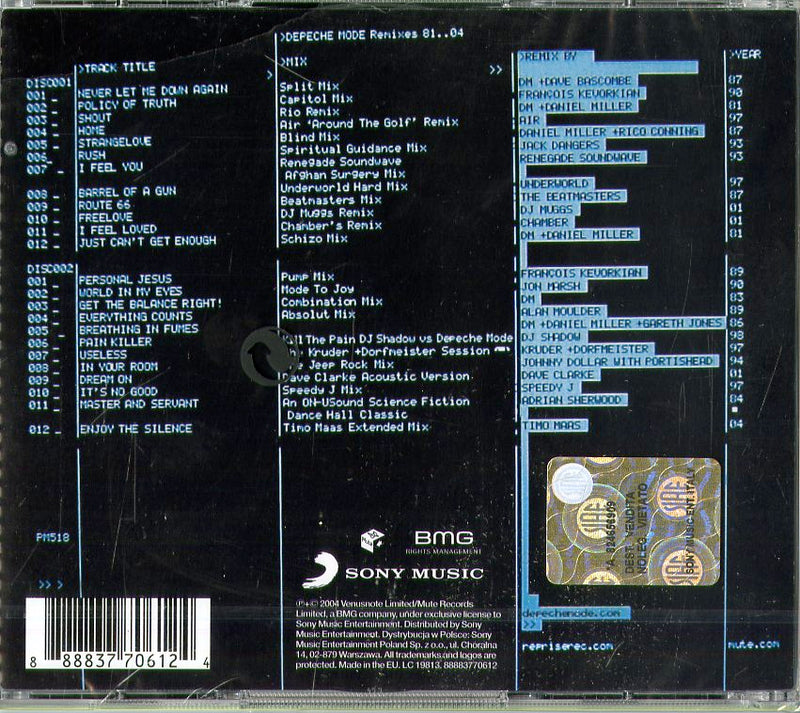 >DEPECHE MODE Remixes 81..04
>TRACK TITLE >MIX >> >REMIX BY >YEAR
DISC001
001 _ NEVER LET ME DOWN AGAIN Split Mix DM +DAVE BASCOMBE 87
002 _ POLICY OF TRUTH Capitol Mix FRANÇOIS KEVORKIAN 90
003 _ SHOUT Rio Remix DM +DANIEL MILLER 81
004 _ HOME Air 'Around The Golf' Remix AIR 97
005 _ STRANGELOVE Blind Mix DANIEL MILLER +RICO CONNING 87
006_ RUSH Spiritual Guidance Mix JACK DANGERS 93
007 _ I FEEL YOU Renegade Soundwave RENEGADE SOUNDWAVE 93
Afghan Surgery Mix
008 _ BARREL OF A GUN Underworld Hard Mix UNDERWORLD 97
009 _ ROUTE 66 Beatmasters Mix THE BEATMASTERS 87
010 _ FREELOVE DJ Muggs Remix DJ MUGGS 01
011 _ I FEEL LOVED Chamber's Remix CHAMBER 01
012 _ JUST CAN'T GET ENOUGH Schizo Mix DM +DANIEL MILLER 81
DISC002
001 _ PERSONAL JESUS Pump Mix FRANÇOIS KEVORKIAN 89
002 _ WORLD IN MY EYES Mode To Joy JON MARSH 90
003 _ GET THE BALANCE RIGHT! Combination Mix DM 83
004 _ EVERYTHING COUNTS Absolut Mix ALAN MOULDER 89
005 _ BREATHING IN FUMES DM +DANIEL MILLER +GARETH JONES 86
006 _ PAIN KILLER Kill The Pain DJ Shadow vs Depeche Mode DJ SHADOW 98
007 _ USELESS The Kruder +Dorfmeister Session KRUDER +DORFMEISTER 97
008 _ IN YOUR ROOM The Jeep Rock Mix JOHNNY DOLLAR WITH PORTISHEAD 94
009 _ DREAM ON Dave Clarke Acoustic Version DAVE CLARKE 01
010 _ IT'S NO GOOD Speedy J Mix SPEEDY J 97
011 _ MASTER AND SERVANT An ON-USound Science Fiction ADRIAN SHERWOOD 84
Dance Hall Classic
012 _ ENJOY THE SILENCE Timo Maas Extended Mix TIMO MAAS 04
PM518
>> >
BMG
RIGHTS MANAGEMENT
SONY MUSIC
℗+© 2004 Venusnote Limited/Mute Records
Limited, a BMG company, under exclusive license to
Sony Music Entertainment. Distributed by Sony
Music Entertainment. Dystrybucja w Polsce: Sony
Music Entertainment Poland Sp. z o.o., ul. Chóralna
14, 02-879 Warszawa. All trademarks and logos are
protected. Made in the EU. LC 19813. 88883770612
8 88837 70612 4
SIAE
DEST. VENDITA
NOLEG. VIETATO
SONY MUSIC ENT. ITALY
depechemode.com
>>
repriserec.com
mute.com